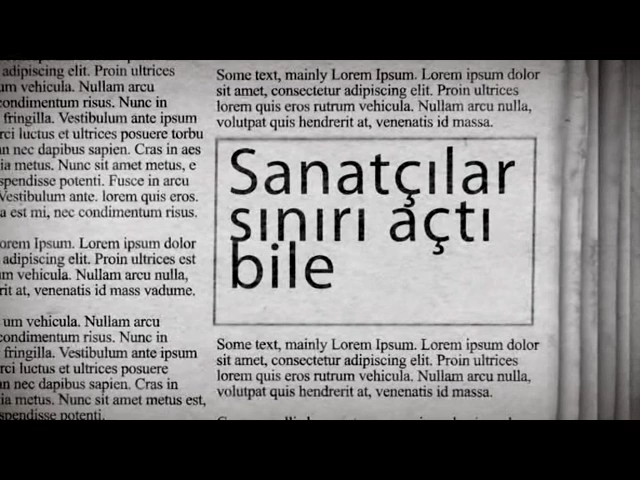 adipiscing elit. Proin ultrices
um vehicula. Nullam arcu
condimentum risus. Nunc in
fringilla. Vestibulum ante ipsum
rci luctus et ultrices posuere torbu
an nec dapibus sapien. Cras in aes
ia metus. Nunc sit amet metus, e
spendisse potenti. Fusce in arcu
Vestibulum ante. lorem quis eros.
a est mi, nec condimentum risus.
orem Ipsum. Lorem ipsum dolor
adipiscing elit. Proin ultrices est
um vehicula. Nullam arcu nulla,
rit at, venenatis id mass vadume.
um vehicula. Nullam arcu
condimentum risus. Nunc in
fringilla. Vestibulum ante ipsum
rci luctus et ultrices posuere
an nec dapibus sapien. Cras in
ia metus. Nunc sit amet metus est,
spendisse potenti.
Some text, mainly Lorem Ipsum. Lorem ipsum dolor
sit amet, consectetur adipiscing elit. Proin ultrices
lorem quis eros rutrum vehicula. Nullam arcu nulla,
volutpat quis hendrerit at, venenatis id massa.
Sanatçılar
sınırı açtı
bile
Some text, mainly Lorem Ipsum. Lorem ipsum dolor
sit amet, consectetur adipiscing elit. Proin ultrices
lorem quis eros rutrum vehicula. Nullam arcu nulla,
volutpat quis hendrerit at, venenatis id massa.